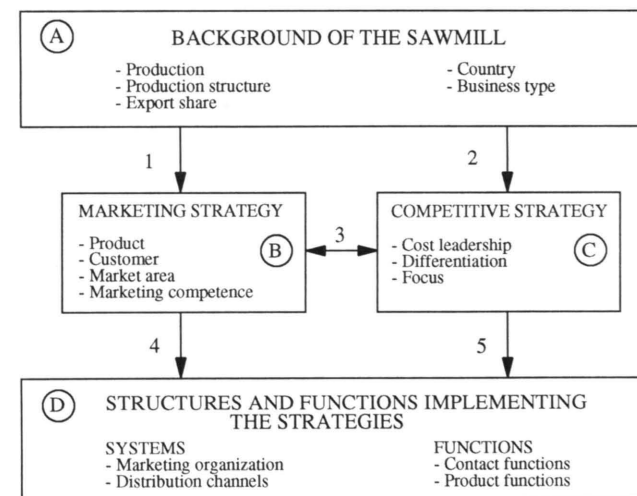 A BACKGROUND OF THE SAWMILL
- Production - Country
- Production structure - Business type
- Export share
1 2
MARKETING STRATEGY
- Product
- Customer
- Market area
- Marketing competence
B
3
COMPETITIVE STRATEGY
- Cost leadership
- Differentiation
- Focus
C
4 5
D STRUCTURES AND FUNCTIONS IMPLEMENTING
THE STRATEGIES
SYSTEMS FUNCTIONS
- Marketing organization - Contact functions
- Distribution channels - Product functions